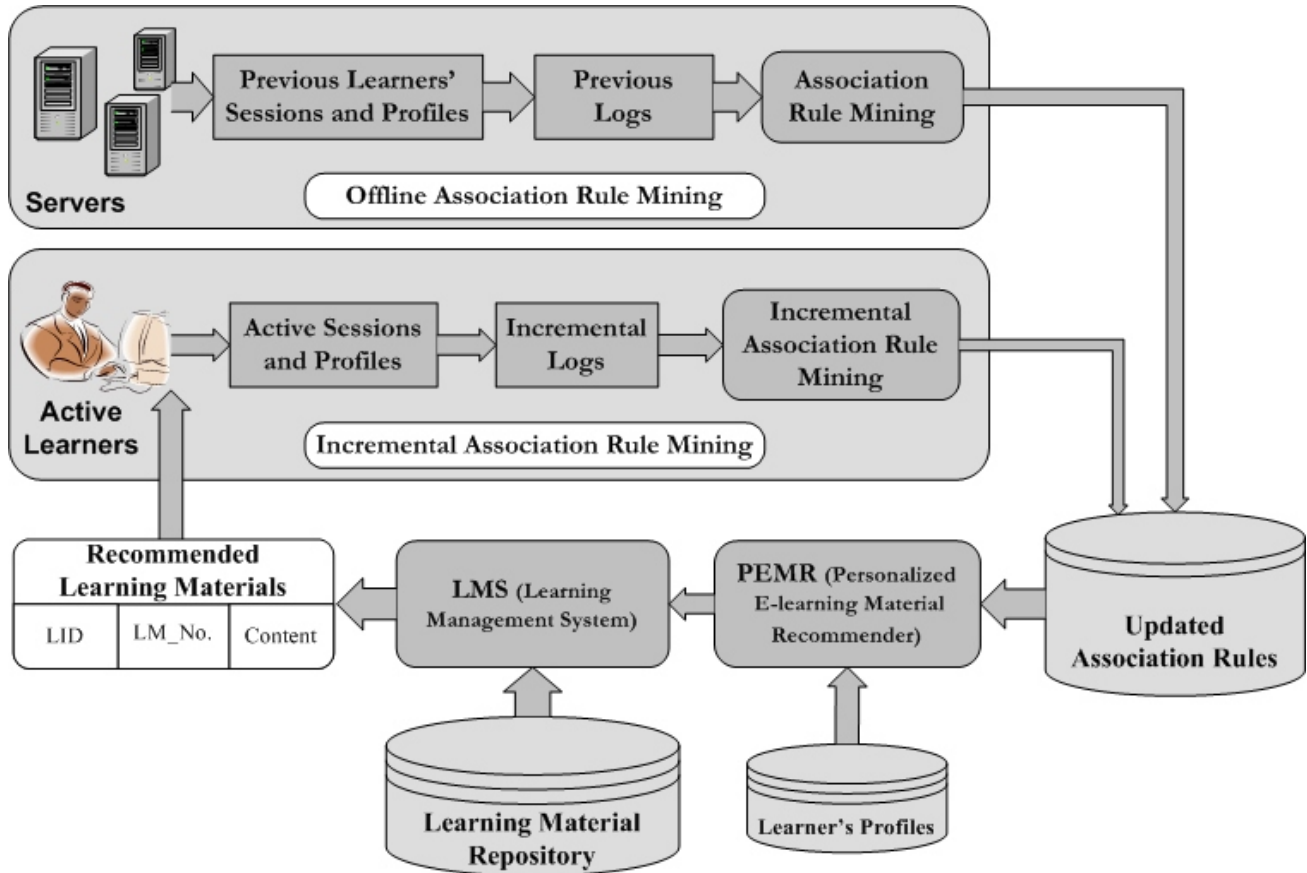 Previous Learners'
Sessions and Profiles
Previous
Logs
Association
Rule Mining
Servers
Offline Association Rule Mining
Active Sessions
and Profiles
Incremental
Logs
Incremental
Association Rule
Mining
Active
Learners
Incremental Association Rule Mining
Recommended
Learning Materials
LID
LM_No.
Content
LMS (Learning
Management System)
PEMR (Personalized
E-learning Material
Recommender)
Updated
Association Rules
Learning Material
Repository
Learner's Profiles